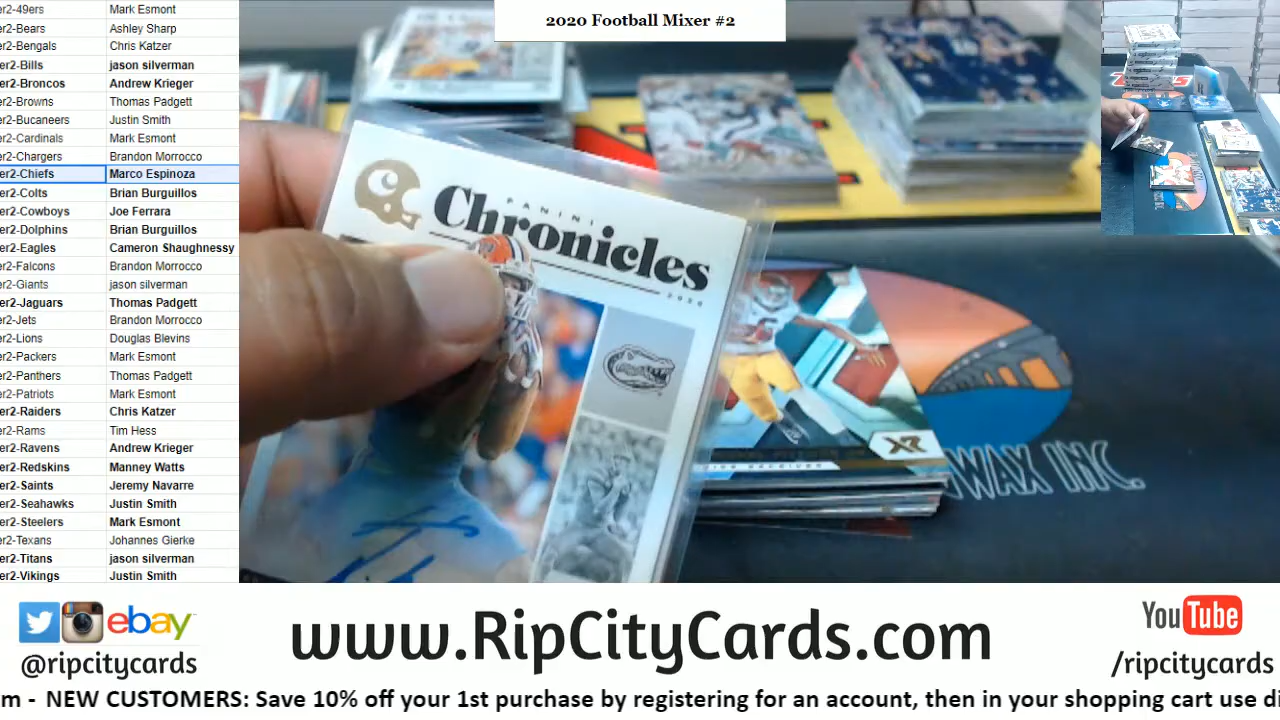 2020 Football Mixer #2
er2-49ers Mark Esmont
er2-Bears Ashley Sharp
er2-Bengals Chris Katzer
er2-Bills jason silverman
er2-Broncos Andrew Krieger
er2-Browns Thomas Padgett
er2-Bucaneers Justin Smith
er2-Cardinals Mark Esmont
er2-Chargers Brandon Morrocco
er2-Chiefs Marco Espinoza
er2-Colts Brian Burguillos
er2-Cowboys Joe Ferrara
er2-Dolphins Brian Burguillos
er2-Eagles Cameron Shaughnessy
er2-Falcons Brandon Morrocco
er2-Giants jason silverman
er2-Jaguars Thomas Padgett
er2-Jets Brandon Morrocco
er2-Lions Douglas Blevins
er2-Packers Mark Esmont
er2-Panthers Thomas Padgett
er2-Patriots Mark Esmont
er2-Raiders Chris Katzer
er2-Rams Tim Hess
er2-Ravens Andrew Krieger
er2-Redskins Manney Watts
er2-Saints Jeremy Navarre
er2-Seahawks Justin Smith
er2-Steelers Mark Esmont
er2-Texans Johannes Gierke
er2-Titans jason silverman
er2-Vikings Justin Smith
PANINI
Chronicles
2020
XR
WAX INC.
ebay
@ripcitycards
www.RipCityCards.com
YouTube
/ripcitycards
m - NEW CUSTOMERS: Save 10% off your 1st purchase by registering for an account, then in your shopping cart use di